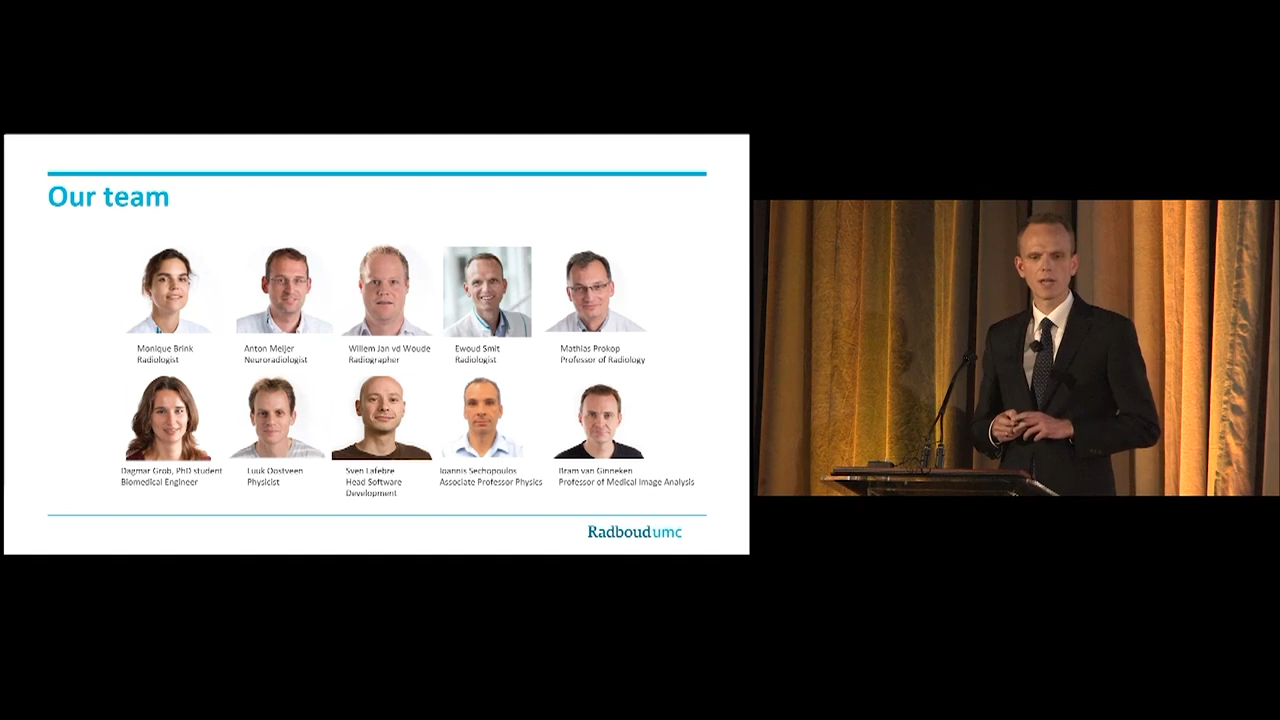 Our team
Monique Brink
Radiologist
Anton Meijer
Neuroradiologist
Willem Jan vd Woude
Radiographer
Ewoud Smit
Radiologist
Mathias Prokop
Professor of Radiology
Dagmar Grob, PhD student
Biomedical Engineer
Luuk Oostveen
Physicist
Sven Lafebre
Head Software
Development
Ioannis Sechopoulos
Associate Professor Physics
Bram van Ginneken
Professor of Medical Image Analysis
Radboudumc